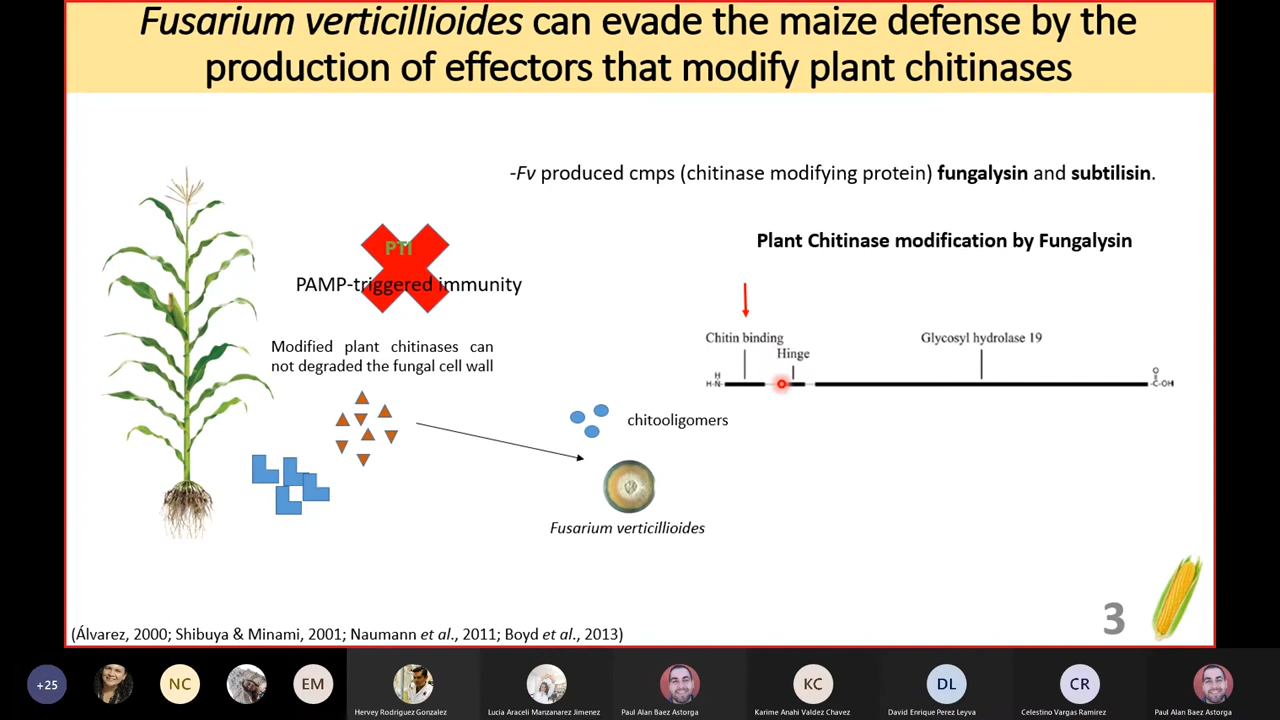 Fusarium verticillioides can evade the maize defense by the
production of effectors that modify plant chitinases
-Fv produced cmps (chitinase modifying protein) fungalysin and subtilisin.
PTI
PAMP-triggered immunity
Plant Chitinase modification by Fungalysin
Modified plant chitinases can
not degraded the fungal cell wall
Chitin binding
Hinge
Glycosyl hydrolase 19
H
H-N-
O
-C-OH
chitooligomers
Fusarium verticillioides
3
(Álvarez, 2000; Shibuya & Minami, 2001; Naumann et al., 2011; Boyd et al., 2013)
+25
NC
EM
KC
DL
CR
Hervey Rodriguez Gonzalez
Lucia Araceli Manzanarez Jimenez
Paul Alan Baez Astorga
Karime Anahi Valdez Chavez
David Enrique Perez Leyva
Celestino Vargas Ramirez
Paul Alan Baez Astorga